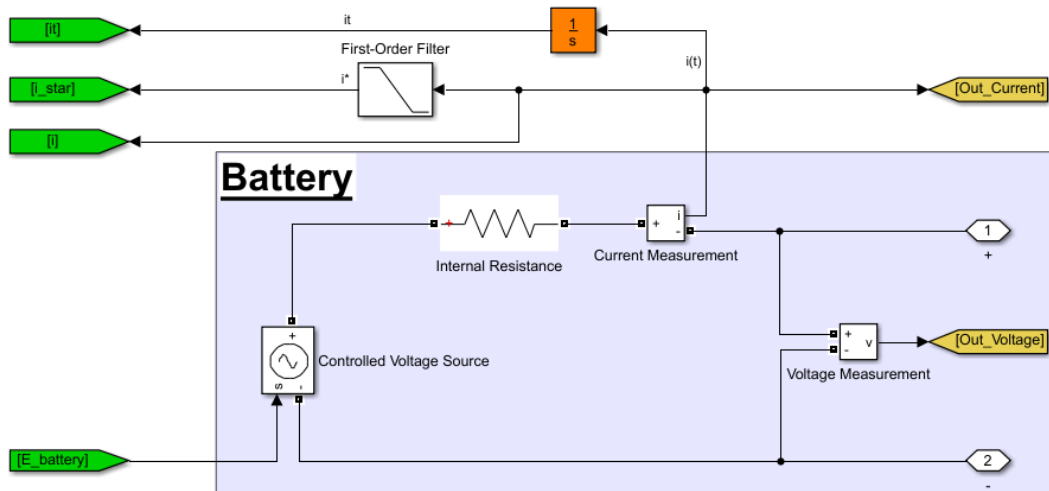 [it]
it
1
s
First-Order Filter
i(t)
[i_star]
i*
[Out_Current]
[i]
Battery
+
i
+
-
1
Internal Resistance
Current Measurement
+
+
s
-
Controlled Voltage Source
+
-
v
[Out_Voltage]
Voltage Measurement
[E_battery]
2
-